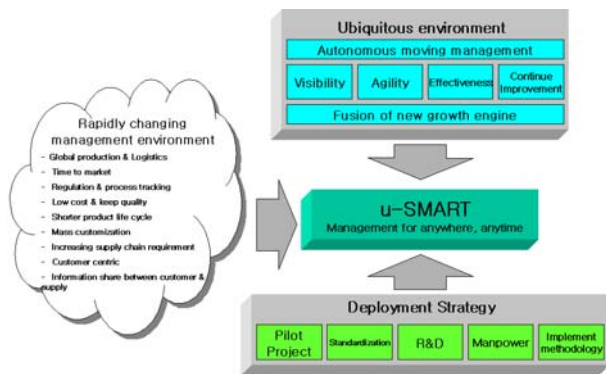 Ubiquitous environment
Autonomous moving management
Visibility
Agility
Effectiveness
Continue
Improvement
Fusion of new growth engine
Rapidly changing
management environment
- Global production & Logistics
- Time to market
- Regulation & process tracking
- Low cost & keep quality
- Shorter product life cycle
- Mass customization
- Increasing supply chain requirement
- Customer centric
- Information share between customer &
supply
u-SMART
Management for anywhere, anytime
Deployment Strategy
Pilot
Project
Standardization
R&D
Manpower
Implement
methodology